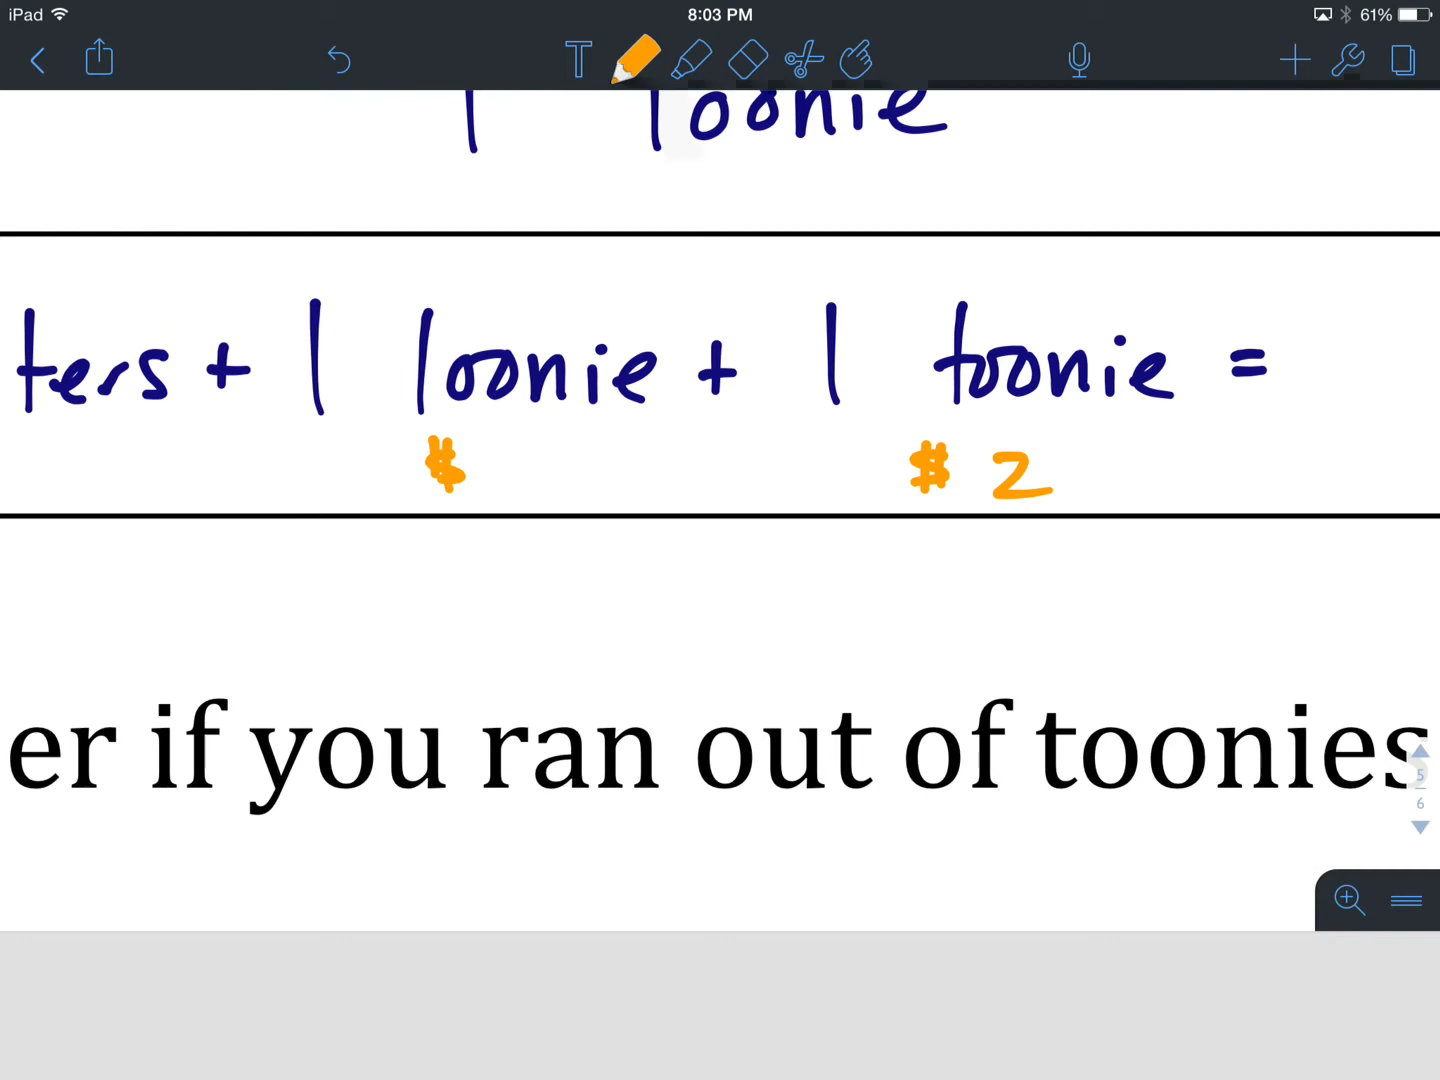 iPad 8:03 PM 61%
T
1 loonie
ters + 1 loonie + 1 toonie =
$ $ 2
er if you ran out of toonies
5
6